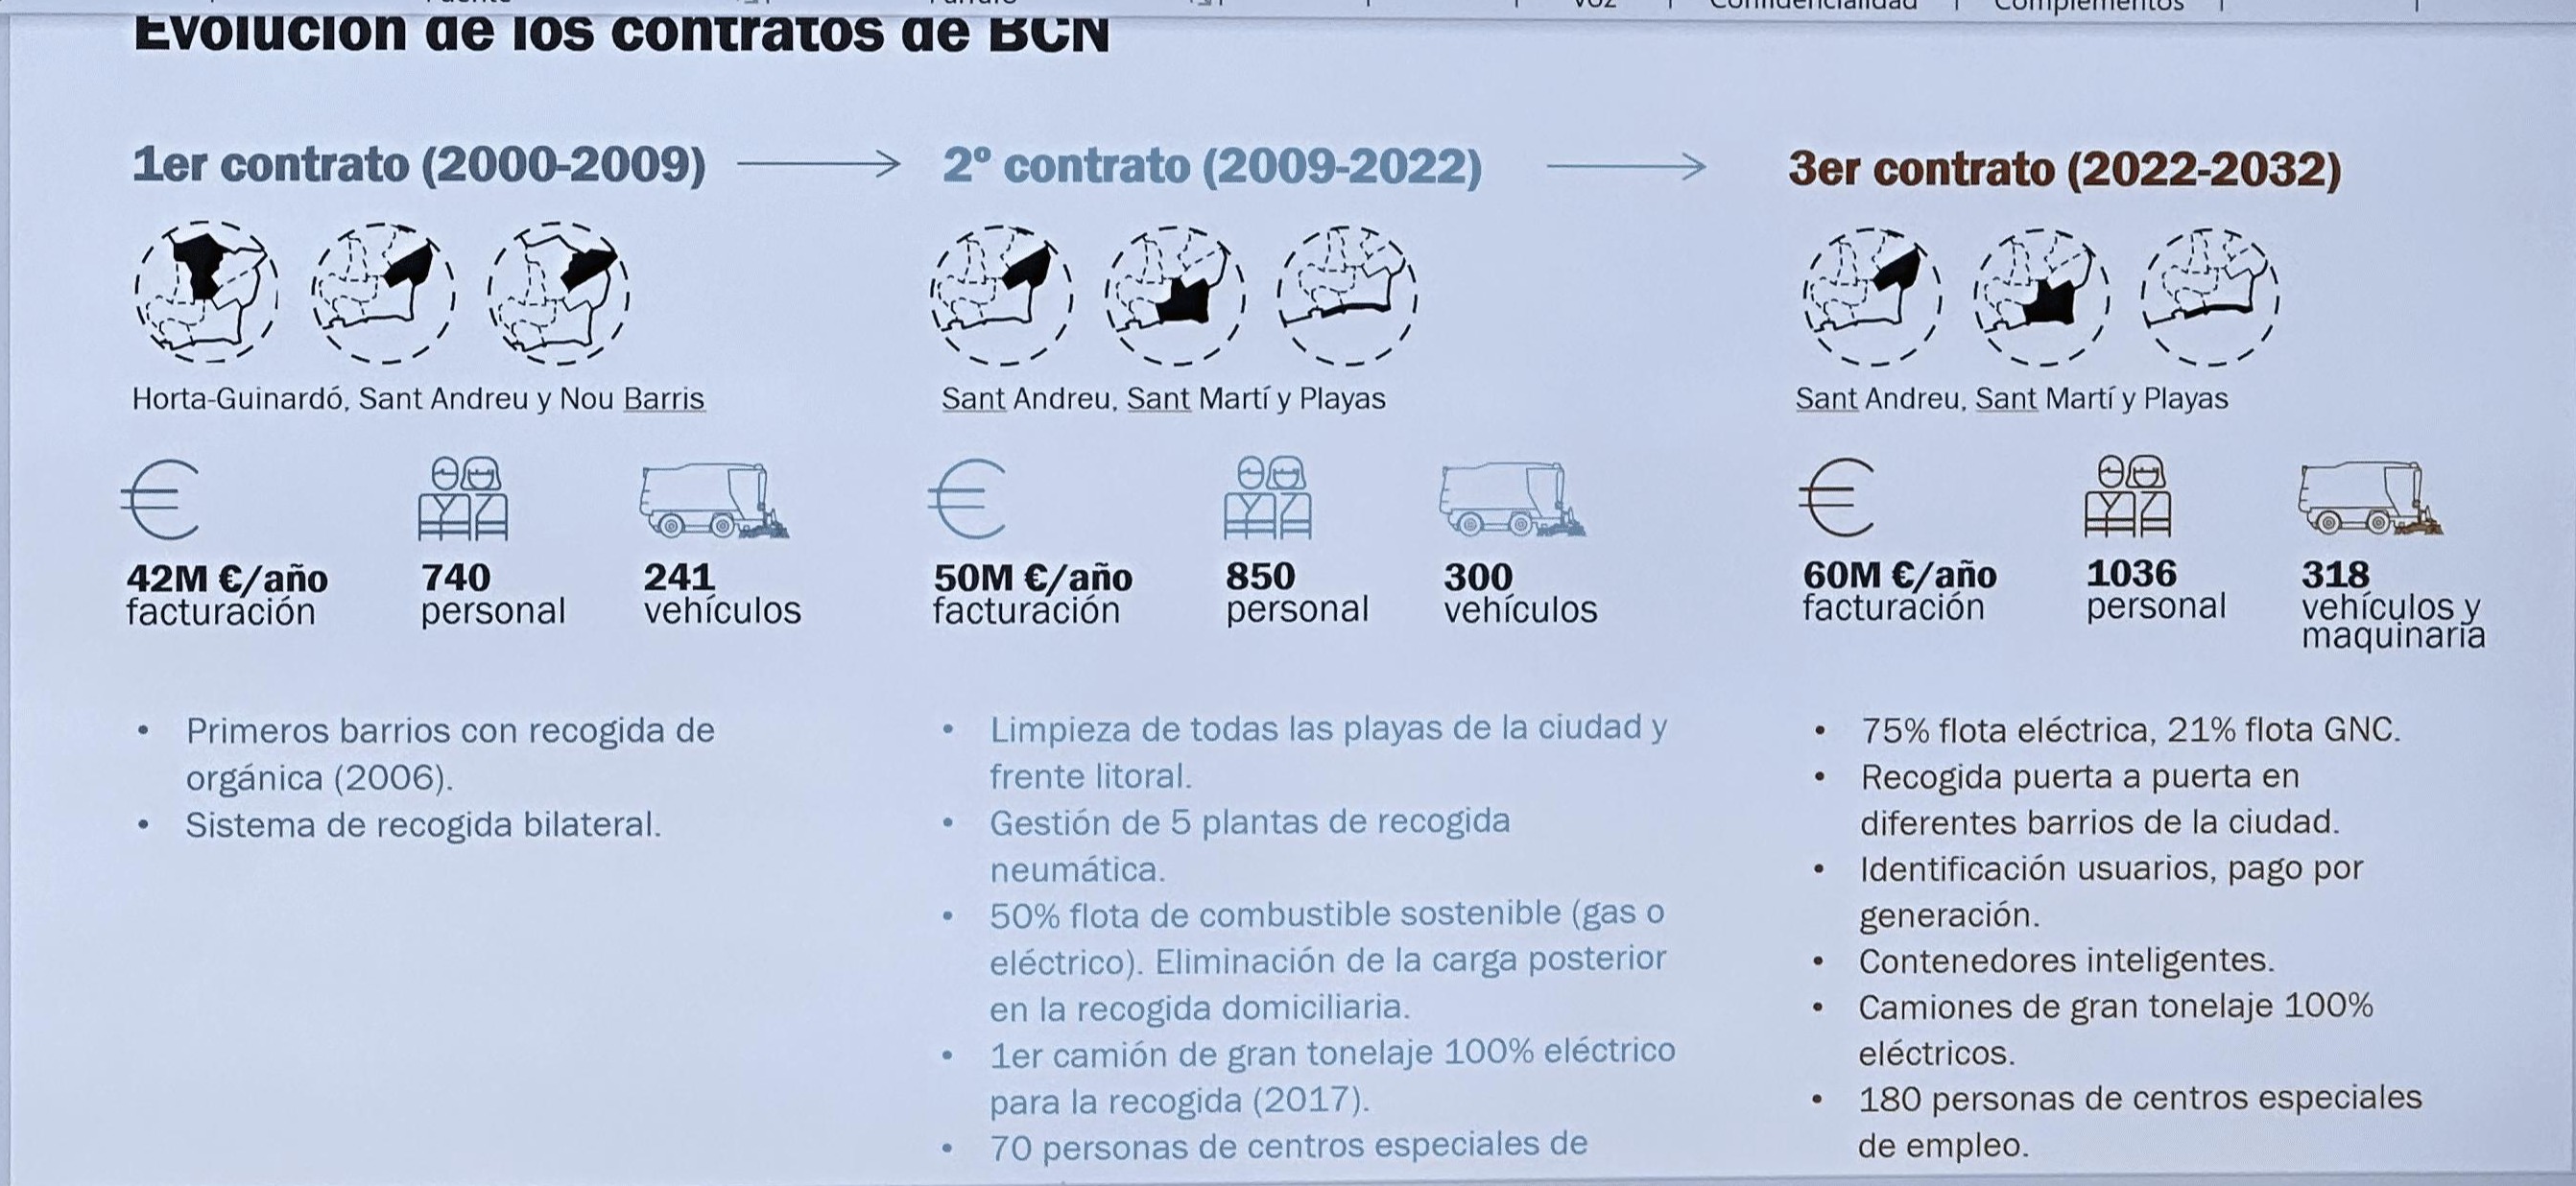 Voz
Confidencialidad
Complementos
Evolución de los contratos de BCN
1er contrato (2000-2009)
Horta-Guinardó, Sant Andreu y Nou Barris
42M €/año
facturación
740
personal
241
vehículos
Primeros barrios con recogida de
orgánica (2006).
Sistema de recogida bilateral.
2º contrato (2009-2022)
Sant Andreu, Sant Martí y Playas
50M €/año
facturación
850
personal
300
vehículos
Limpieza de todas las playas de la ciudad y
frente litoral.
Gestión de 5 plantas de recogida
neumática.
50% flota de combustible sostenible (gas o
eléctrico). Eliminación de la carga posterior
en la recogida domiciliaria.
1er camión de gran tonelaje 100% eléctrico
para la recogida (2017).
70 personas de centros especiales de
3er contrato (2022-2032)
Sant Andreu, Sant Martí y Playas
60M €/año
facturación
1036
personal
318
vehículos y
maquinaria
75% flota eléctrica, 21% flota GNC.
Recogida puerta a puerta en
diferentes barrios de la ciudad.
Identificación usuarios, pago por
generación.
Contenedores inteligentes.
Camiones de gran tonelaje 100%
eléctricos.
180 personas de centros especiales
de empleo.